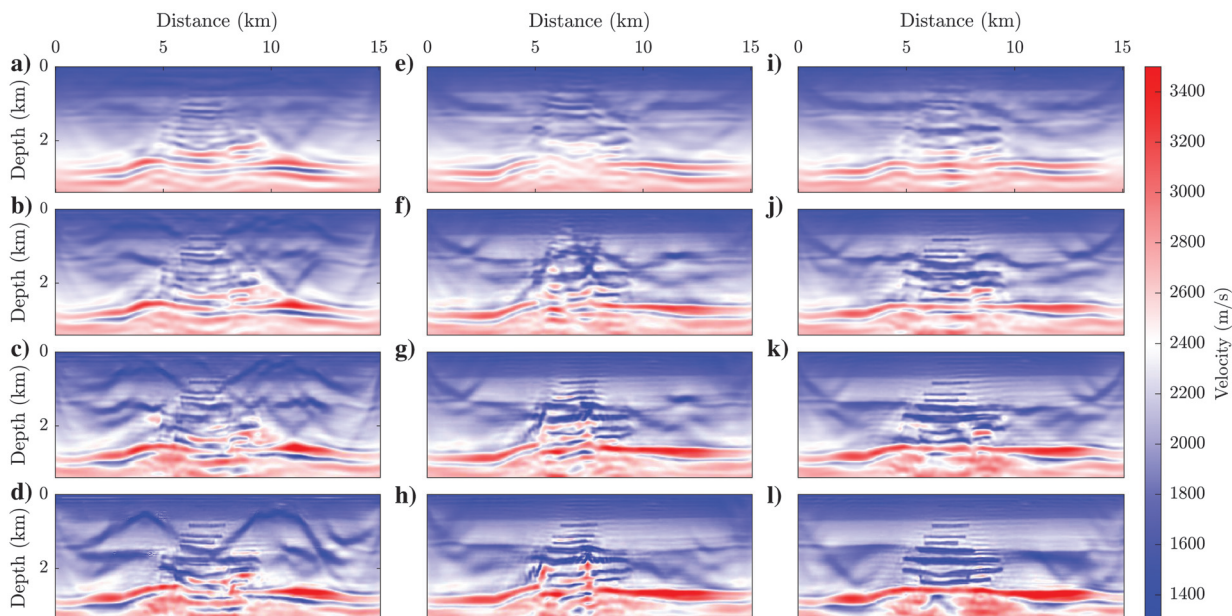 Distance (km) Distance (km) Distance (km)
0 5 10 15 0 5 10 15 0 5 10 15
a) 0 e) i)
Depth (km)
2
b) 0 f) j)
Depth (km)
2
c) 0 g) k)
Depth (km)
2
d) 0 h) l)
Depth (km)
2
3400
3200
3000
2800
2600
2400
2200
2000
1800
1600
1400
Velocity (m/s)